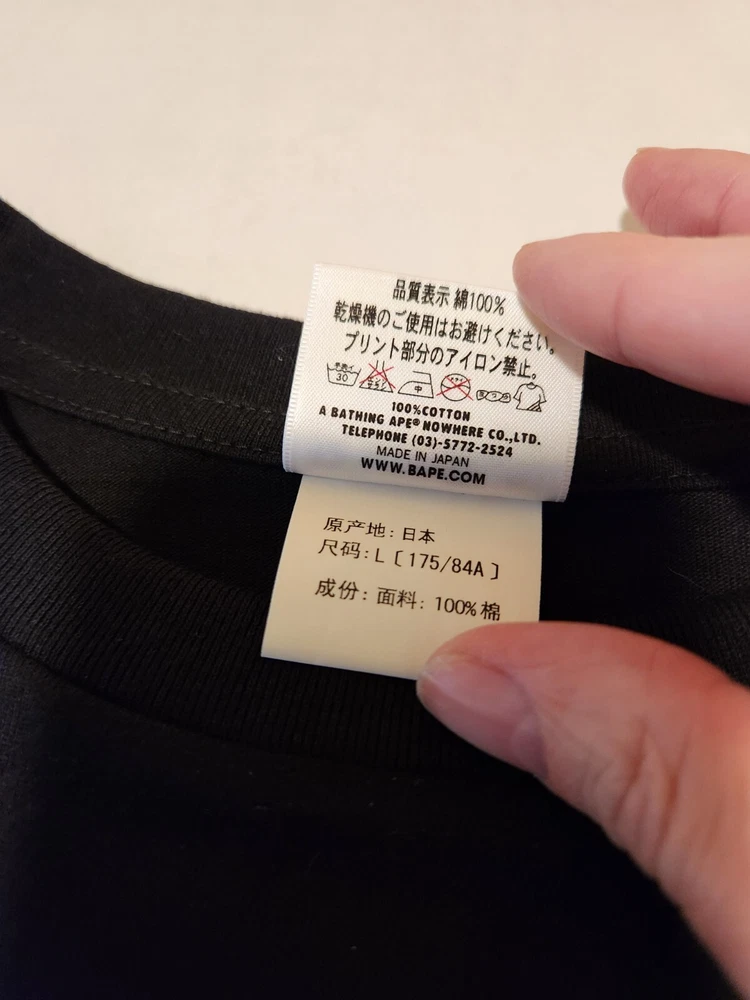 品質表示 綿100%
乾燥機のご使用はお避けください。
プリント部分のアイロン禁止。
30 中
100%COTTON
A BATHING APE® NOWHERE CO.,LTD.
TELEPHONE (03)-5772-2524
MADE IN JAPAN
WWW.BAPE.COM
原产地: 日本
尺码: L〔175/84A〕
成份: 面料: 100%棉